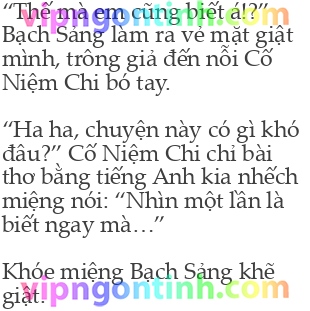 “Thế mà em cũng biết á!?”
vipngontinh.com
Bạch Sảng làm ra vẻ mặt giật
mình, trông giả đến nỗi Cố
Niệm Chi bó tay.
“Ha ha, chuyện này có gì khó
đâu?” Cố Niệm Chi chỉ bài
thơ bằng tiếng Anh kia nhếch
miệng nói: “Nhìn một lần là
biết ngay mà…”
Khóe miệng Bạch Sảng khẽ
giật.
vipngontinh.com